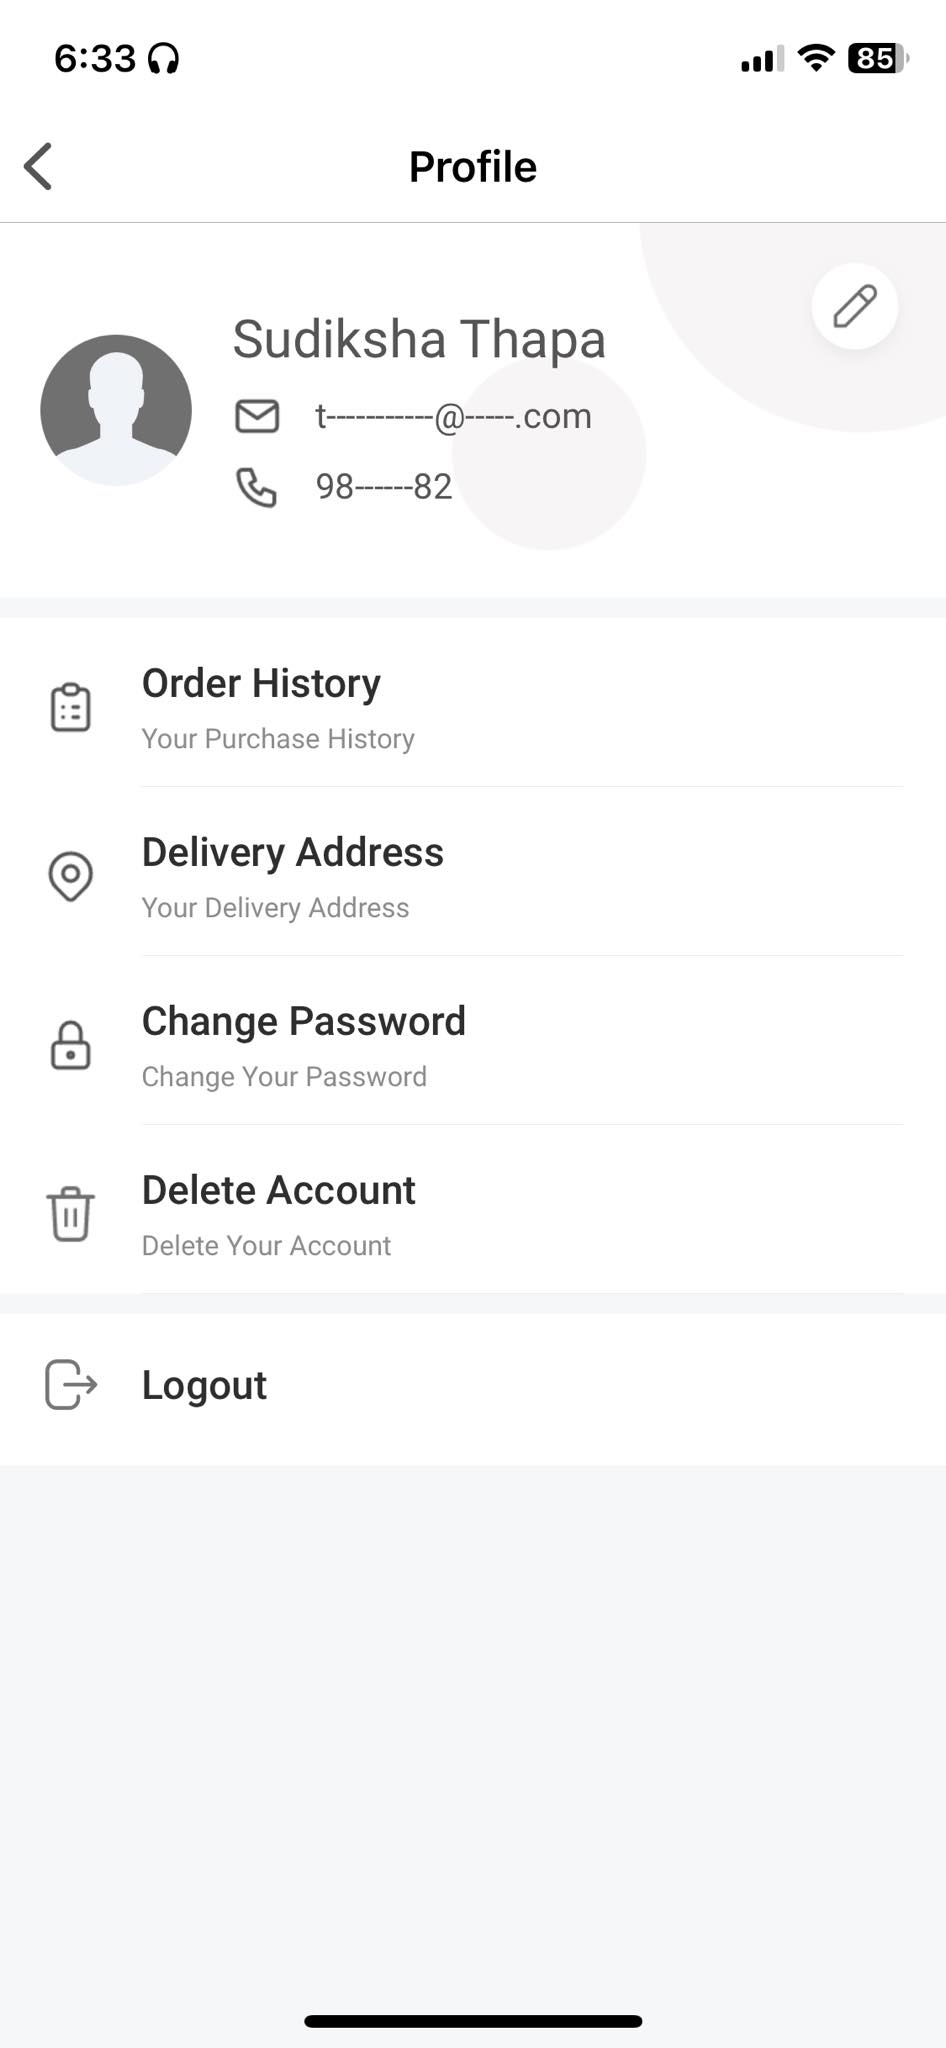 6:33
85
Profile
Sudiksha Thapa
t-----------@-----.com
98------82
Order History
Your Purchase History
Delivery Address
Your Delivery Address
Change Password
Change Your Password
Delete Account
Delete Your Account
Logout